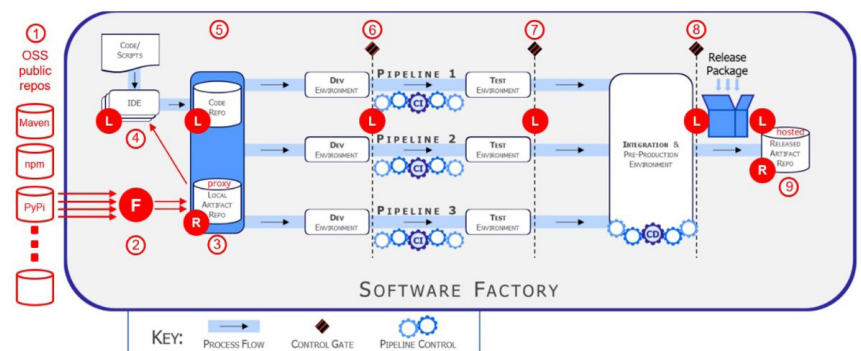 ① OSS public repos
Maven
npm
PyPi
②
F
CODE/
SCRIPTS
IDE
L
④
⑤
CODE
REPO
L
proxy
LOCAL
ARTIFACT
REPO
R
③
⑥
⑦
⑧
PIPELINE 1
DEV
ENVIRONMENT
CI
TEST
ENVIRONMENT
L
L
PIPELINE 2
DEV
ENVIRONMENT
CI
TEST
ENVIRONMENT
PIPELINE 3
DEV
ENVIRONMENT
CI
TEST
ENVIRONMENT
INTEGRATION &
PRE-PRODUCTION
ENVIRONMENT
CD
Release
Package
L
L
hosted
RELEASED
ARTIFACT
REPO
R
⑨
SOFTWARE FACTORY
KEY:
PROCESS FLOW
CONTROL GATE
PIPELINE CONTROL